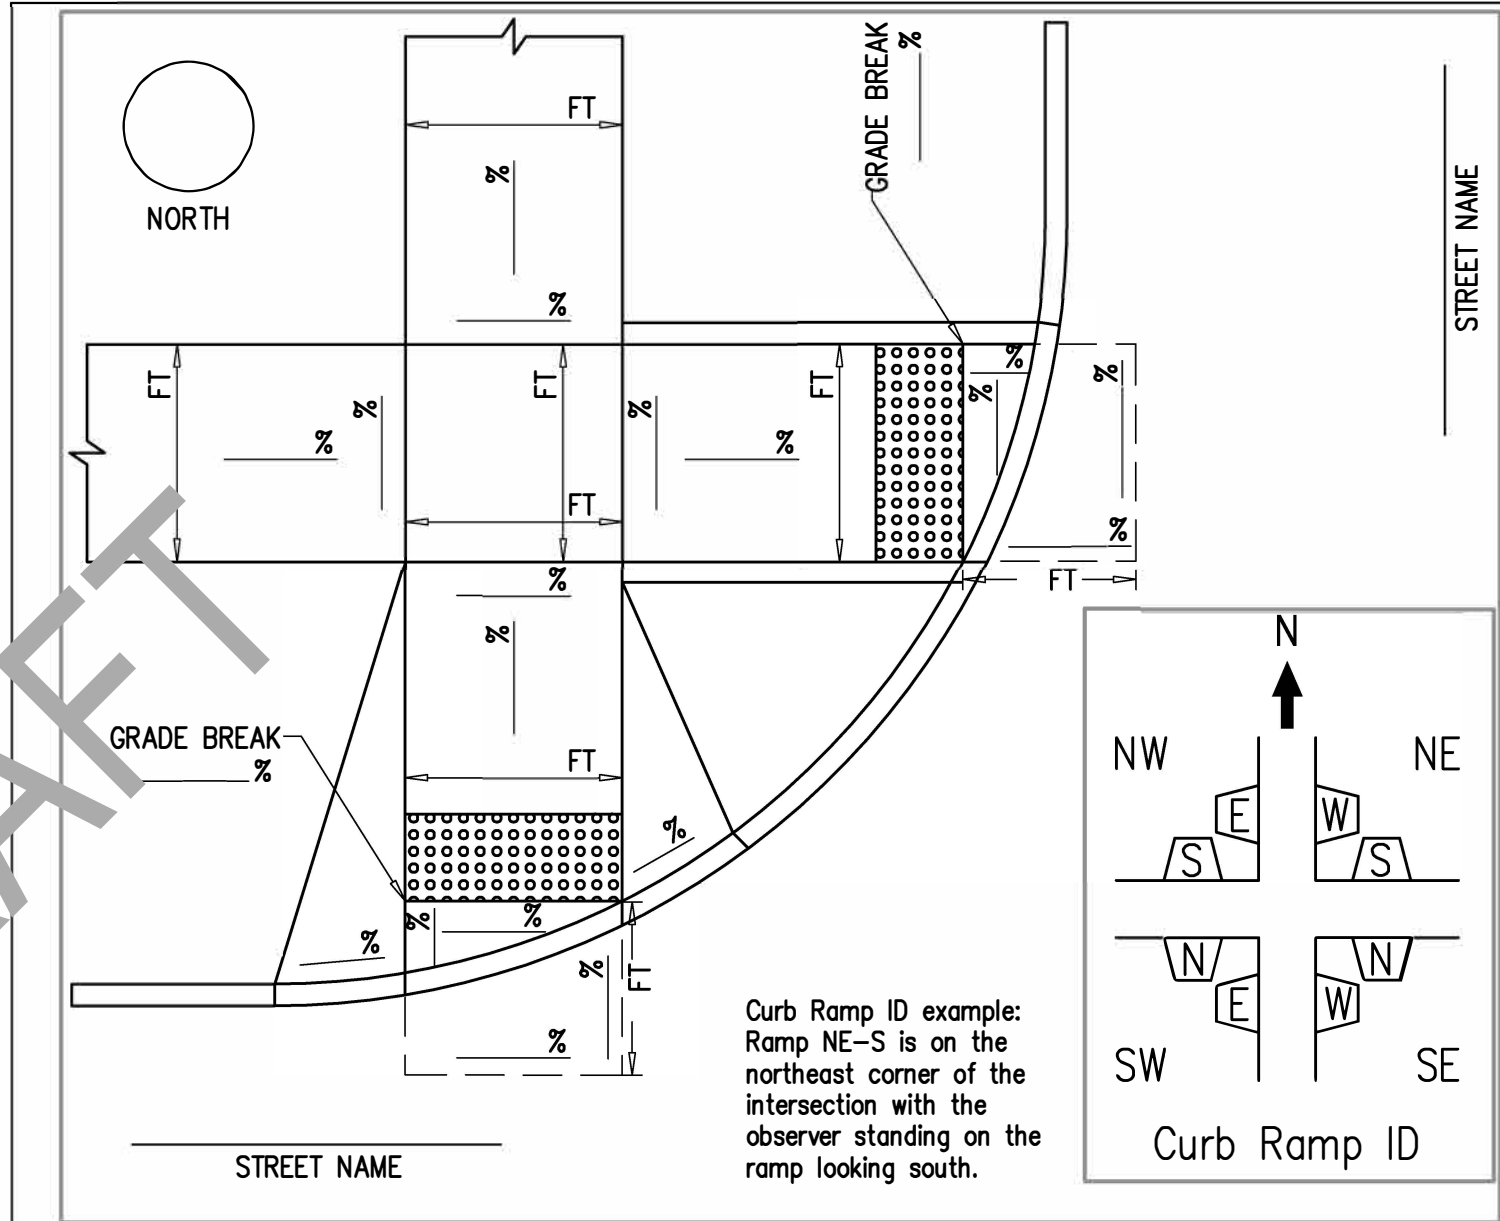 FT
%
GRADE BREAK
%
NORTH
%
STREET NAME
%
FT
FT
FT
%
%
%
%
%
%
%
%
FT
%
%
FT
%
GRADE BREAK
%
FT
%
%
%
%
%
FT
%
STREET NAME
Curb Ramp ID example:
Ramp NE-S is on the
northeast corner of the
intersection with the
observer standing on the
ramp looking south.
N
NW NE
E W
S S
N N
E W
SW SE
Curb Ramp ID
AFT